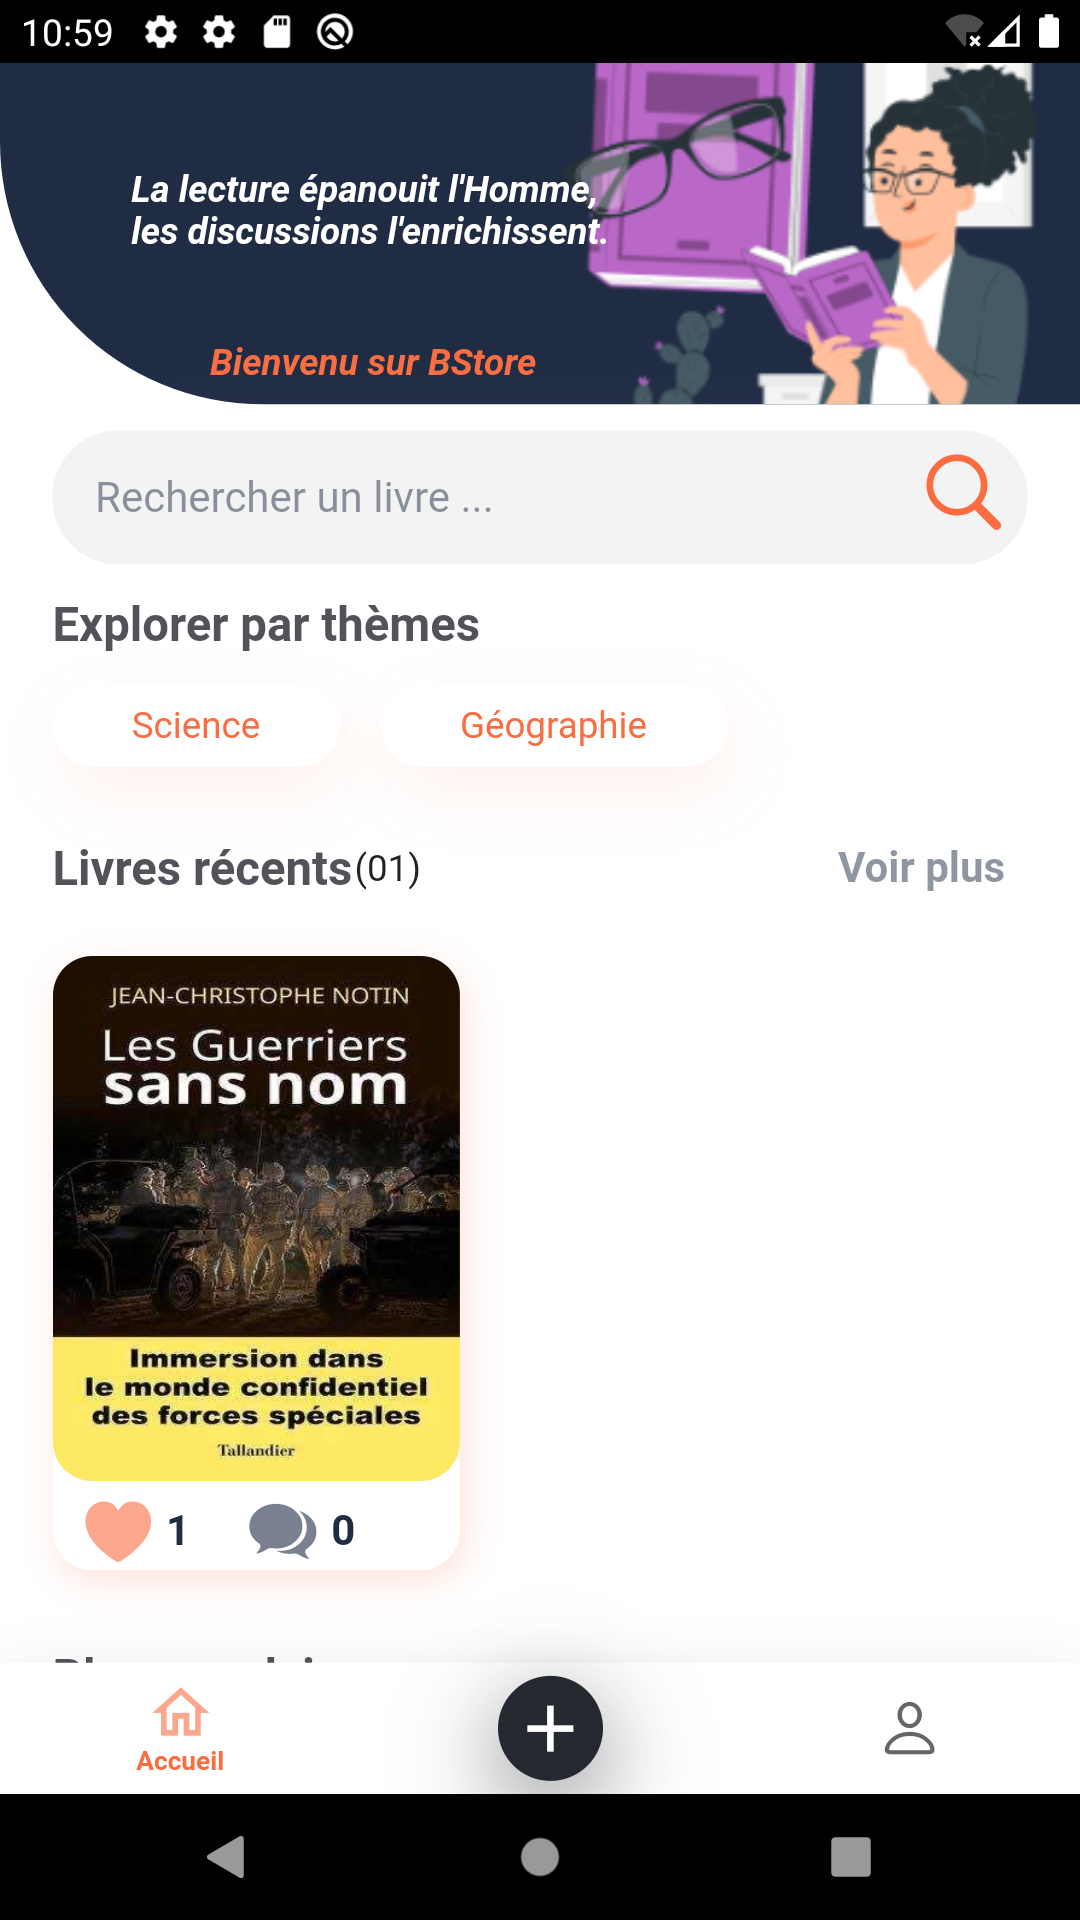 10:59
La lecture épanouit l'Homme,
les discussions l'enrichissent.
Bienvenu sur BStore
Rechercher un livre ...
Explorer par thèmes
Science Géographie
Livres récents(01) Voir plus
JEAN-CHRISTOPHE NOTIN
Les Guerriers
sans nom
Immersion dans
le monde confidentiel
des forces spéciales
Tallandier
1 0
Accueil